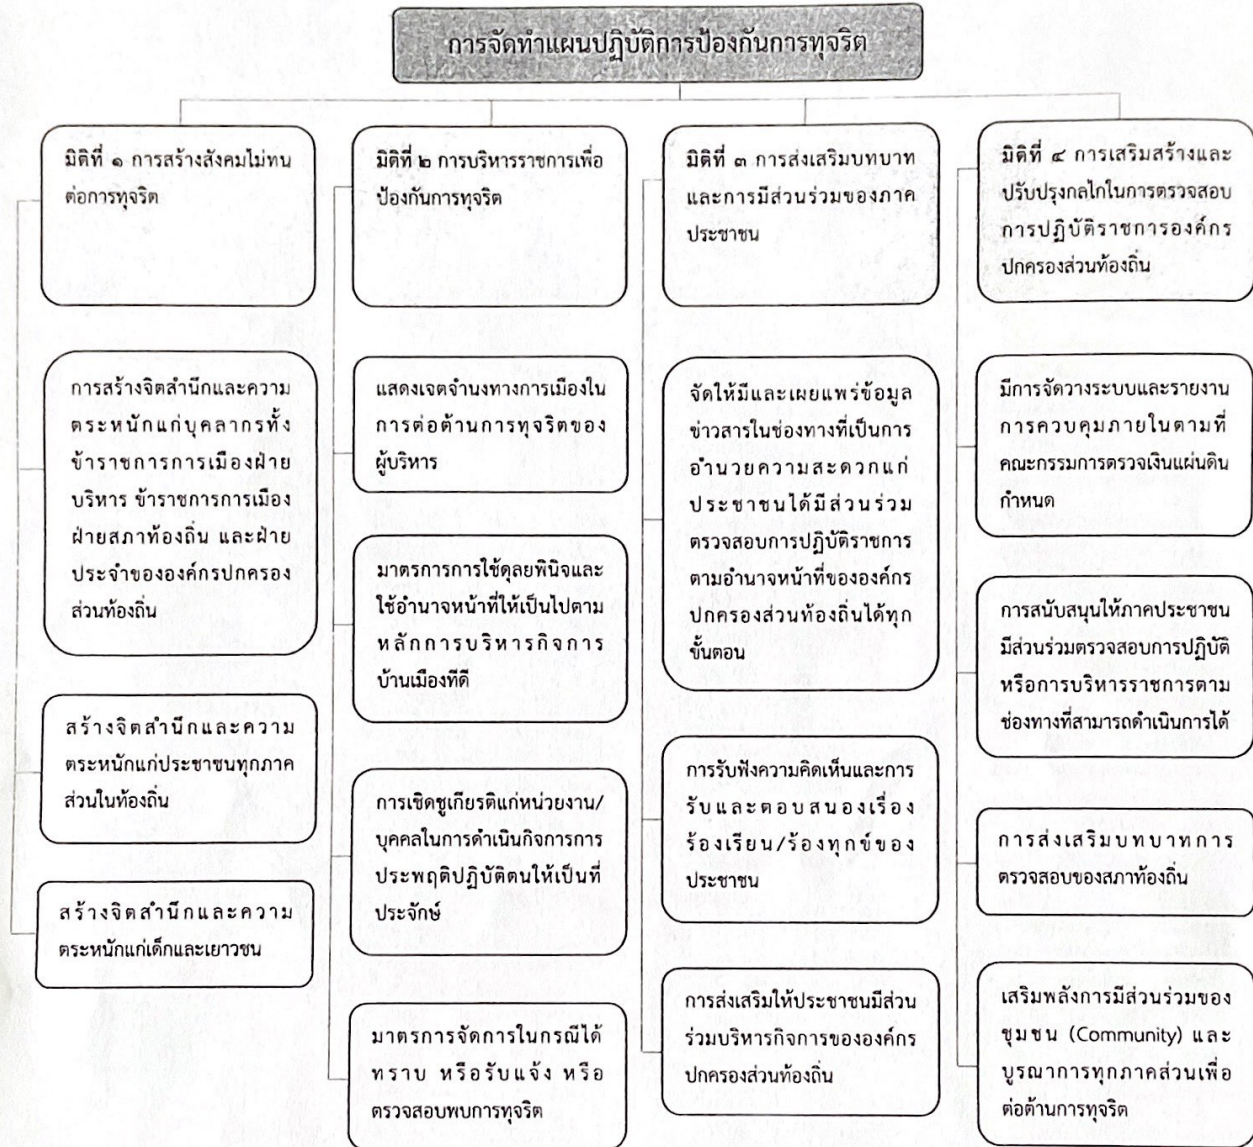 การจัดทำแผนปฏิบัติการป้องกันการทุจริต
มิติที่ ๑ การสร้างสังคมไม่ทน
ต่อการทุจริต
การสร้างจิตสำนึกและความ
ตระหนักแก่บุคลากรทั้ง
ข้าราชการการเมืองฝ่าย
บริหาร ข้าราชการการเมือง
ฝ่ายสภาท้องถิ่น และฝ่าย
ประจำขององค์กรปกครอง
ส่วนท้องถิ่น
สร้างจิตสำนึกและความ
ตระหนักแก่ประชาชนทุกภาค
ส่วนในท้องถิ่น
สร้างจิตสำนึกและความ
ตระหนักแก่เด็กและเยาวชน
มิติที่ ๒ การบริหารราชการเพื่อ
ป้องกันการทุจริต
แสดงเจตจำนงทางการเมืองใน
การต่อต้านการทุจริตของ
ผู้บริหาร
มาตรการการใช้ดุลยพินิจและ
ใช้อำนาจหน้าที่ให้เป็นไปตาม
หลักการบริหารกิจการ
บ้านเมืองที่ดี
การเชิดชูเกียรติแก่หน่วยงาน/
บุคคลในการดำเนินกิจการการ
ประพฤติปฏิบัติตนให้เป็นที่
ประจักษ์
มาตรการจัดการในกรณีได้
ทราบ หรือรับแจ้ง หรือ
ตรวจสอบพบการทุจริต
มิติที่ ๓ การส่งเสริมบทบาท
และการมีส่วนร่วมของภาค
ประชาชน
จัดให้มีและเผยแพร่ข้อมูล
ข่าวสารในช่องทางที่เป็นการ
อำนวยความสะดวกแก่
ประชาชนได้มีส่วนร่วม
ตรวจสอบการปฏิบัติราชการ
ตามอำนาจหน้าที่ขององค์กร
ปกครองส่วนท้องถิ่นได้ทุก
ขั้นตอน
การรับฟังความคิดเห็นและการ
รับและตอบสนองเรื่อง
ร้องเรียน/ร้องทุกข์ของ
ประชาชน
การส่งเสริมให้ประชาชนมีส่วน
ร่วมบริหารกิจการขององค์กร
ปกครองส่วนท้องถิ่น
มิติที่ ๔ การเสริมสร้างและ
ปรับปรุงกลไกในการตรวจสอบ
การปฏิบัติราชการองค์กร
ปกครองส่วนท้องถิ่น
มีการจัดวางระบบและรายงาน
การควบคุมภายในตามที่
คณะกรรมการตรวจเงินแผ่นดิน
กำหนด
การสนับสนุนให้ภาคประชาชน
มีส่วนร่วมตรวจสอบการปฏิบัติ
หรือการบริหารราชการตาม
ช่องทางที่สามารถดำเนินการได้
การส่งเสริมบทบาทการ
ตรวจสอบของสภาท้องถิ่น
เสริมพลังการมีส่วนร่วมของ
ชุมชน (Community) และ
บูรณาการทุกภาคส่วนเพื่อ
ต่อต้านการทุจริต